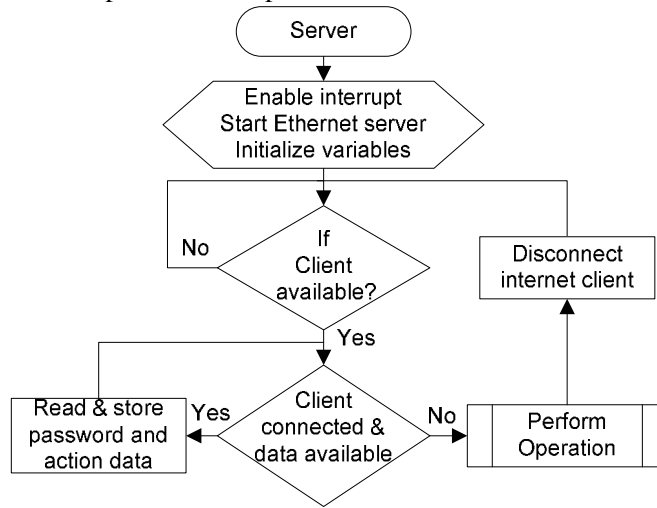 Server
Enable interrupt
Start Ethernet server
Initialize variables
If
Client
available?
No
Disconnect
internet client
Yes
Read & store
password and
action data
Yes
Client
connected &
data available
No
Perform
Operation